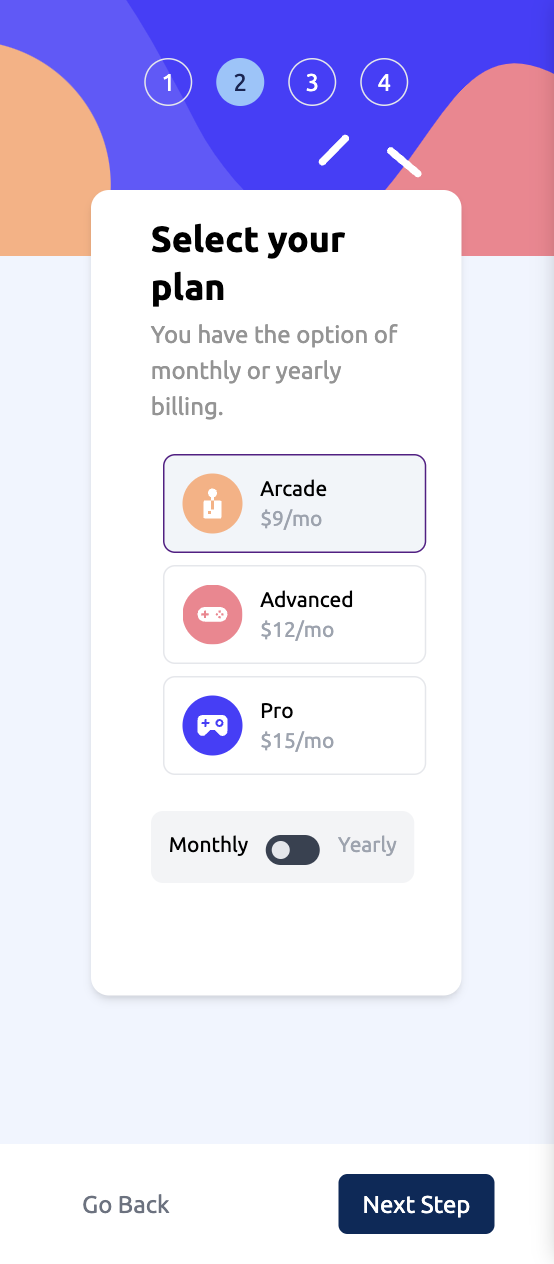 1 2 3 4
Select your
plan
You have the option of
monthly or yearly
billing.
Arcade
$9/mo
Advanced
$12/mo
Pro
$15/mo
Monthly Yearly
Go Back Next Step